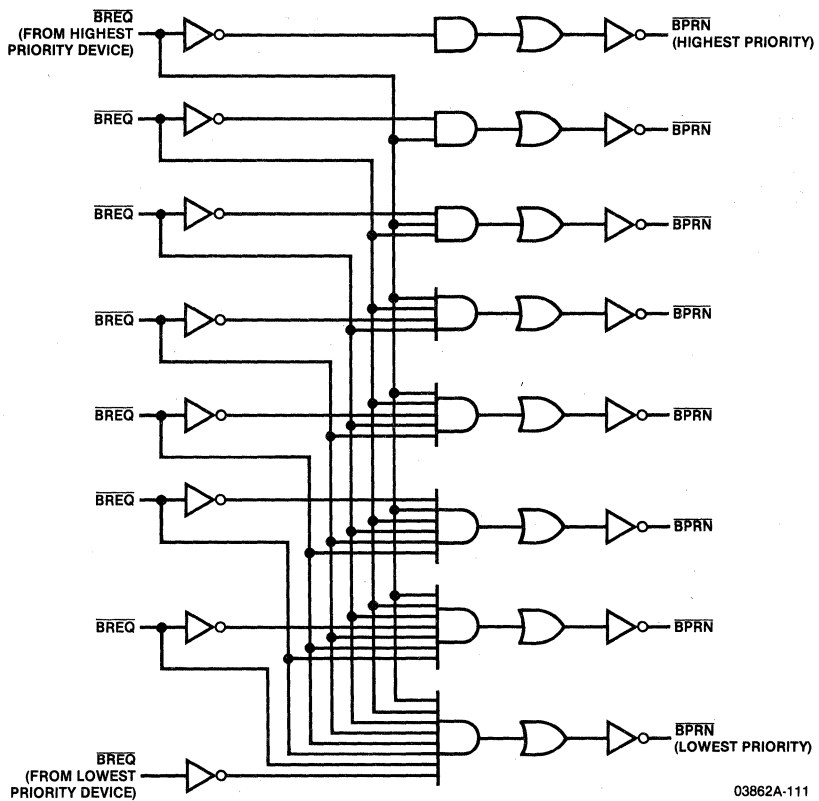 BREQ
(FROM HIGHEST
PRIORITY DEVICE)
BPRN
(HIGHEST PRIORITY)
BREQ
BPRN
BREQ
BPRN
BREQ
BPRN
BREQ
BPRN
BREQ
BPRN
BREQ
BPRN
BREQ
(FROM LOWEST
PRIORITY DEVICE)
BPRN
(LOWEST PRIORITY)
03862A-111